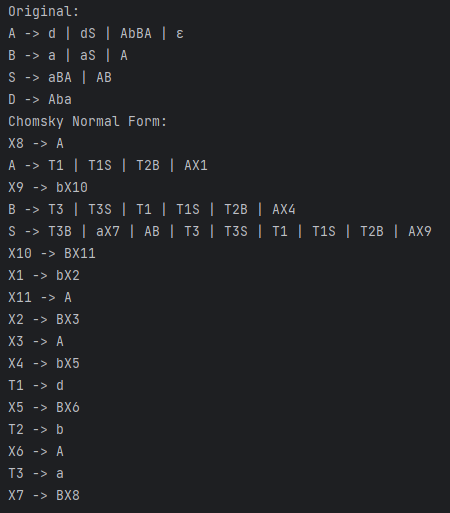 Original:
A -> d | dS | AbBA | ε
B -> a | aS | A
S -> aBA | AB
D -> Aba
Chomsky Normal Form:
X8 -> A
A -> T1 | T1S | T2B | AX1
X9 -> bX10
B -> T3 | T3S | T1 | T1S | T2B | AX4
S -> T3B | aX7 | AB | T3 | T3S | T1 | T1S | T2B | AX9
X10 -> BX11
X1 -> bX2
X11 -> A
X2 -> BX3
X3 -> A
X4 -> bX5
T1 -> d
X5 -> BX6
T2 -> b
X6 -> A
T3 -> a
X7 -> BX8